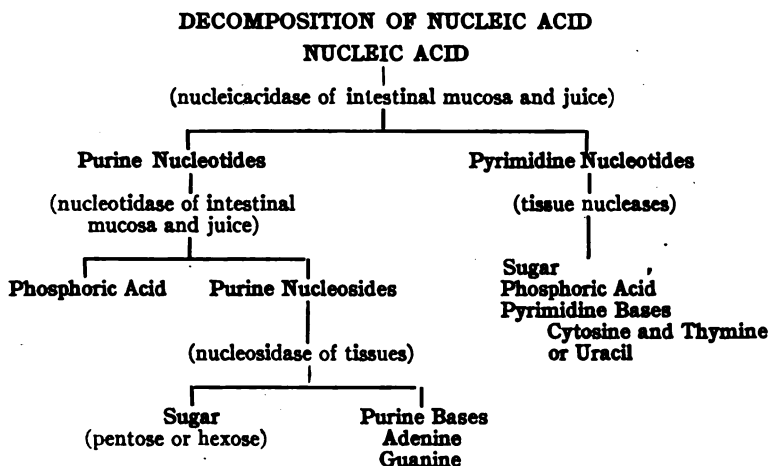 DECOMPOSITION OF NUCLEIC ACID
NUCLEIC ACID
(nucleicacidase of intestinal mucosa and juice)
Purine Nucleotides
Pyrimidine Nucleotides
(nucleotidase of intestinal
mucosa and juice)
(tissue nucleases)
Phosphoric Acid
Purine Nucleosides
Sugar
Phosphoric Acid
Pyrimidine Bases
Cytosine and Thymine
or Uracil
(nucleosidase of tissues)
Sugar
(pentose or hexose)
Purine Bases
Adenine
Guanine